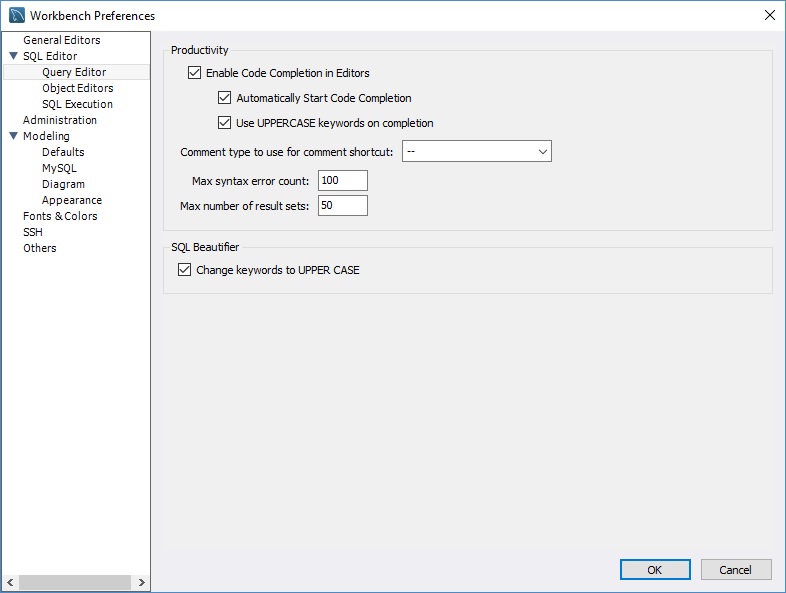 Workbench Preferences
General Editors
SQL Editor
Query Editor
Object Editors
SQL Execution
Administration
Modeling
Defaults
MySQL
Diagram
Appearance
Fonts & Colors
SSH
Others
Productivity
Enable Code Completion in Editors
Automatically Start Code Completion
Use UPPERCASE keywords on completion
Comment type to use for comment shortcut: --
Max syntax error count: 100
Max number of result sets: 50
SQL Beautifier
Change keywords to UPPER CASE
OK Cancel